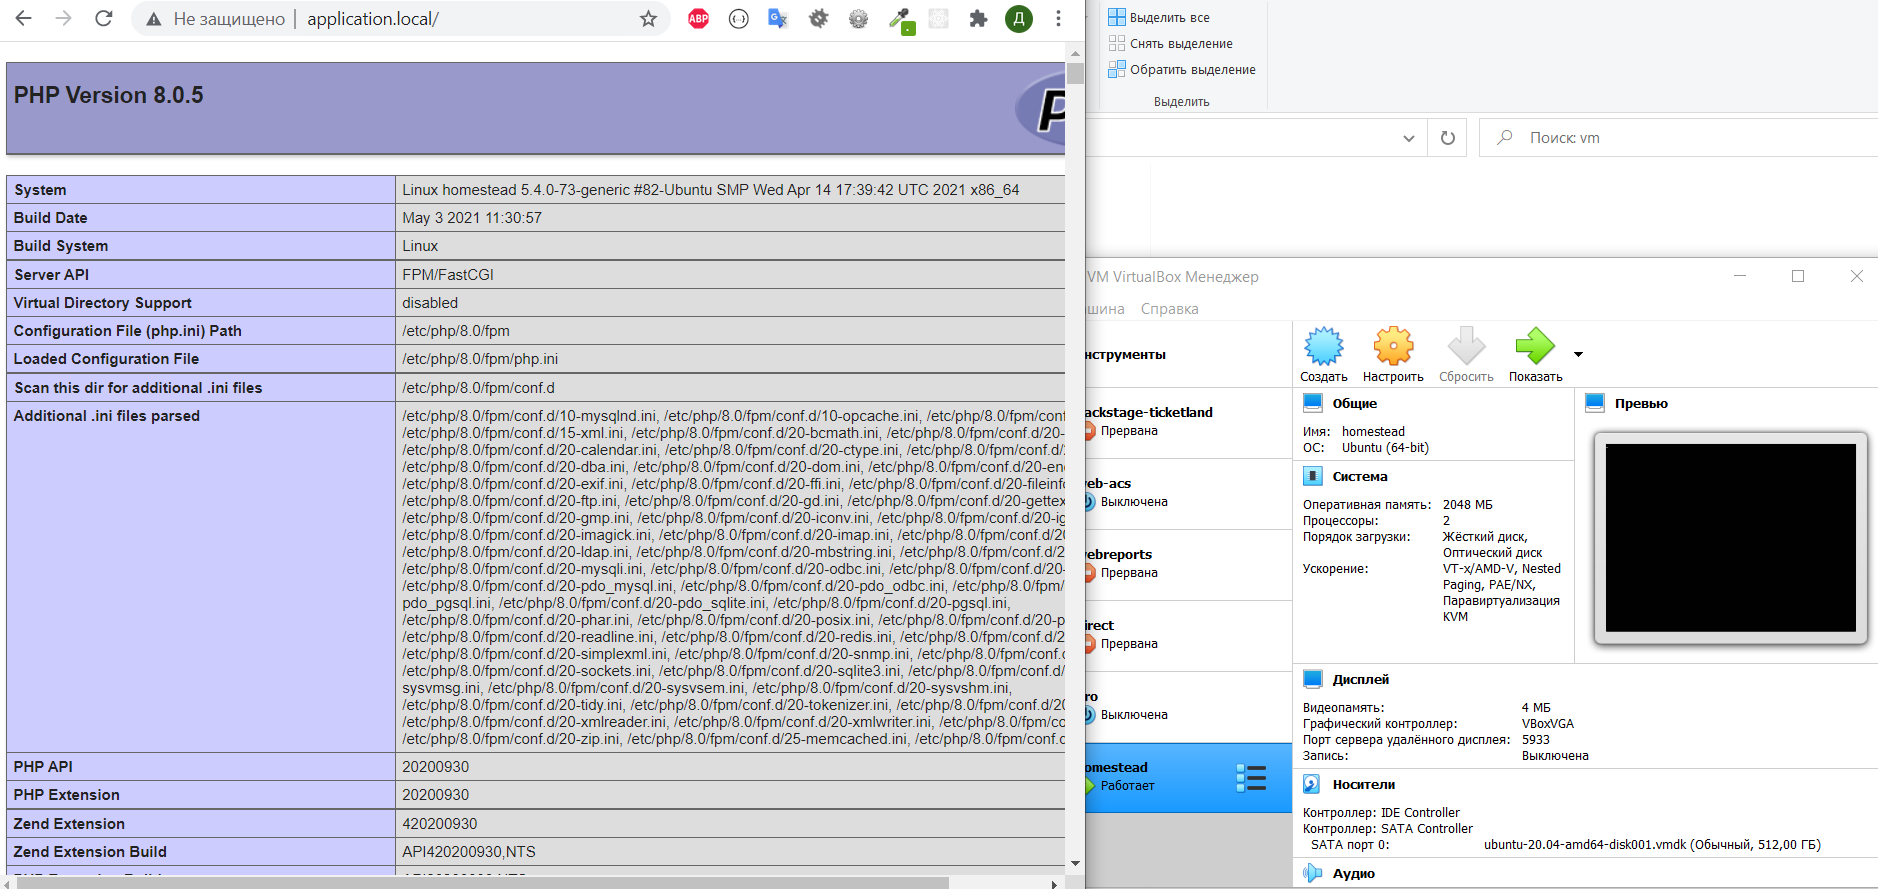 Не защищено | application.local/
ABP
Д
Выделить все
Снять выделение
Обратить выделение
Выделить
Поиск: vm
PHP Version 8.0.5
System Linux homestead 5.4.0-73-generic #82-Ubuntu SMP Wed Apr 14 17:39:42 UTC 2021 x86_64
Build Date May 3 2021 11:30:57
Build System Linux
Server API FPM/FastCGI
Virtual Directory Support disabled
Configuration File (php.ini) Path /etc/php/8.0/fpm
Loaded Configuration File /etc/php/8.0/fpm/php.ini
Scan this dir for additional .ini files /etc/php/8.0/fpm/conf.d
Additional .ini files parsed /etc/php/8.0/fpm/conf.d/10-mysqlnd.ini, /etc/php/8.0/fpm/conf.d/10-opcache.ini, /etc/php/8.0/fpm/conf
/etc/php/8.0/fpm/conf.d/15-xml.ini, /etc/php/8.0/fpm/conf.d/20-bcmath.ini, /etc/php/8.0/fpm/conf.d/20-
/etc/php/8.0/fpm/conf.d/20-calendar.ini, /etc/php/8.0/fpm/conf.d/20-ctype.ini, /etc/php/8.0/fpm/conf.d/
/etc/php/8.0/fpm/conf.d/20-dba.ini, /etc/php/8.0/fpm/conf.d/20-dom.ini, /etc/php/8.0/fpm/conf.d/20-en
/etc/php/8.0/fpm/conf.d/20-exif.ini, /etc/php/8.0/fpm/conf.d/20-ffi.ini, /etc/php/8.0/fpm/conf.d/20-fileinfo
/etc/php/8.0/fpm/conf.d/20-ftp.ini, /etc/php/8.0/fpm/conf.d/20-gd.ini, /etc/php/8.0/fpm/conf.d/20-gettex
/etc/php/8.0/fpm/conf.d/20-gmp.ini, /etc/php/8.0/fpm/conf.d/20-iconv.ini, /etc/php/8.0/fpm/conf.d/20-ig
/etc/php/8.0/fpm/conf.d/20-imagick.ini, /etc/php/8.0/fpm/conf.d/20-imap.ini, /etc/php/8.0/fpm/conf.d/20
/etc/php/8.0/fpm/conf.d/20-ldap.ini, /etc/php/8.0/fpm/conf.d/20-mbstring.ini, /etc/php/8.0/fpm/conf.d/2
/etc/php/8.0/fpm/conf.d/20-mysqli.ini, /etc/php/8.0/fpm/conf.d/20-odbc.ini, /etc/php/8.0/fpm/conf.d/20-
/etc/php/8.0/fpm/conf.d/20-pdo_mysql.ini, /etc/php/8.0/fpm/conf.d/20-pdo_odbc.ini, /etc/php/8.0/fpm/
pdo_pgsql.ini, /etc/php/8.0/fpm/conf.d/20-pdo_sqlite.ini, /etc/php/8.0/fpm/conf.d/20-pgsql.ini,
/etc/php/8.0/fpm/conf.d/20-phar.ini, /etc/php/8.0/fpm/conf.d/20-posix.ini, /etc/php/8.0/fpm/conf.d/20-p
/etc/php/8.0/fpm/conf.d/20-readline.ini, /etc/php/8.0/fpm/conf.d/20-redis.ini, /etc/php/8.0/fpm/conf.d/2
/etc/php/8.0/fpm/conf.d/20-simplexml.ini, /etc/php/8.0/fpm/conf.d/20-snmp.ini, /etc/php/8.0/fpm/conf.
/etc/php/8.0/fpm/conf.d/20-sockets.ini, /etc/php/8.0/fpm/conf.d/20-sqlite3.ini, /etc/php/8.0/fpm/conf.d/
sysvmsg.ini, /etc/php/8.0/fpm/conf.d/20-sysvsem.ini, /etc/php/8.0/fpm/conf.d/20-sysvshm.ini,
/etc/php/8.0/fpm/conf.d/20-tidy.ini, /etc/php/8.0/fpm/conf.d/20-tokenizer.ini, /etc/php/8.0/fpm/conf.d/20
/etc/php/8.0/fpm/conf.d/20-xmlreader.ini, /etc/php/8.0/fpm/conf.d/20-xmlwriter.ini, /etc/php/8.0/fpm/co
/etc/php/8.0/fpm/conf.d/20-zip.ini, /etc/php/8.0/fpm/conf.d/25-memcached.ini, /etc/php/8.0/fpm/conf.
PHP API 20200930
PHP Extension 20200930
Zend Extension 420200930
Zend Extension Build API420200930,NTS
VM VirtualBox Менеджер
шина Справка
нструменты
Создать Настроить Сбросить Показать
ackstage-ticketland
Прервана
eb-acs
Выключена
ebreports
Прервана
irect
Прервана
ro
Выключена
omestead
Работает
Общие
Имя: homestead
ОС: Ubuntu (64-bit)
Система
Оперативная память: 2048 МБ
Процессоры: 2
Порядок загрузки: Жёсткий диск,
Оптический диск
Ускорение: VT-x/AMD-V, Nested
Paging, PAE/NX,
Паравиртуализация
KVM
Превью
Дисплей
Видеопамять: 4 МБ
Графический контроллер: VBoxVGA
Порт сервера удалённого дисплея: 5933
Запись: Выключена
Носители
Контроллер: IDE Controller
Контроллер: SATA Controller
SATA порт 0: ubuntu-20.04-amd64-disk001.vmdk (Обычный, 512,00 ГБ)
Аудио